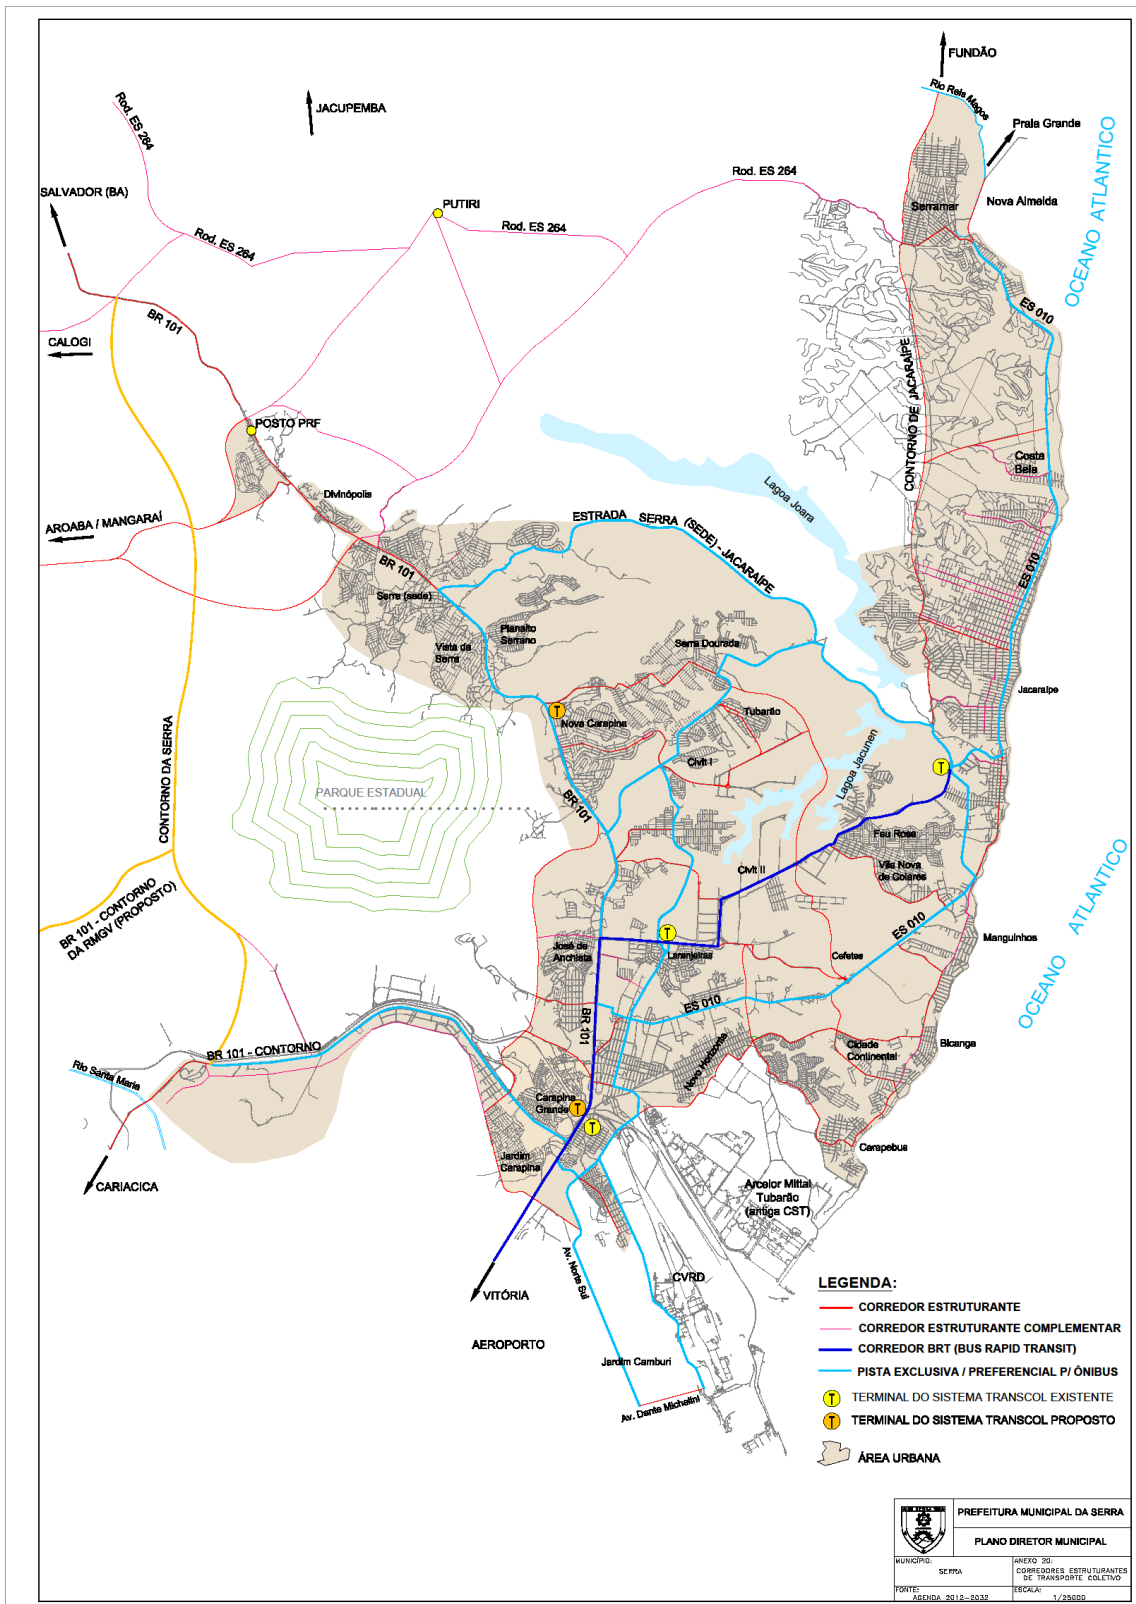 FUNDÃO
Rio Reis Magos
Rod. ES 264
JACUPEMBA
Praia Grande
Rod. ES 264
SALVADOR (BA)
PUTIRI
Serramar
Nova Almeida
OCEANO ATLANTICO
Rod. ES 264
Rod. ES 264
ES 010
BR 101
CALOGI
CONTORNO DE JACARAÍPE
POSTO PRF
Costa
Bela
Divinópolis
Lagoa Joara
AROABA / MANGARAÍ
ESTRADA SERRA (SEDE) - JACARAÍPE
ES 010
BR 101
Serra (sede)
Planalto
Serrano
Vista da
Serra
Serra Dourada
Jacaraípe
Nova Carapina
Tubarão
CONTORNO DA SERRA
Civit I
Lagoa Jacunen
PARQUE ESTADUAL
BR 101
Feu Rosa
Civit II
Vila Nova
de Colares
BR 101 - CONTORNO
DA RMGV (PROPOSTO)
ES 010
OCEANO ATLANTICO
José de
Anchieta
Laranjeiras
Manguinhos
Cefetes
ES 010
BR 101
BR 101 - CONTORNO
Cidade
Continental
Bicanga
Novo Horizonte
Rio Santa Maria
Carapina
Grande
Jardim
Carapina
Carapebus
CARIACICA
Arcelor Mittal
Tubarão
(antiga CST)
Av. Norte Sul
CVRD
VITÓRIA
AEROPORTO
Jardim Camburi
Av. Dante Michelini
LEGENDA:
CORREDOR ESTRUTURANTE
CORREDOR ESTRUTURANTE COMPLEMENTAR
CORREDOR BRT (BUS RAPID TRANSIT)
PISTA EXCLUSIVA / PREFERENCIAL P/ ÔNIBUS
T TERMINAL DO SISTEMA TRANSCOL EXISTENTE
T TERMINAL DO SISTEMA TRANSCOL PROPOSTO
ÁREA URBANA
PREFEITURA MUNICIPAL DA SERRA
PLANO DIRETOR MUNICIPAL
MUNICÍPIO:
SERRA
ANEXO 20:
CORREDORES ESTRUTURANTES
DE TRANSPORTE COLETIVO
FONTE:
AGENDA 2012-2032
ESCALA:
1/25000